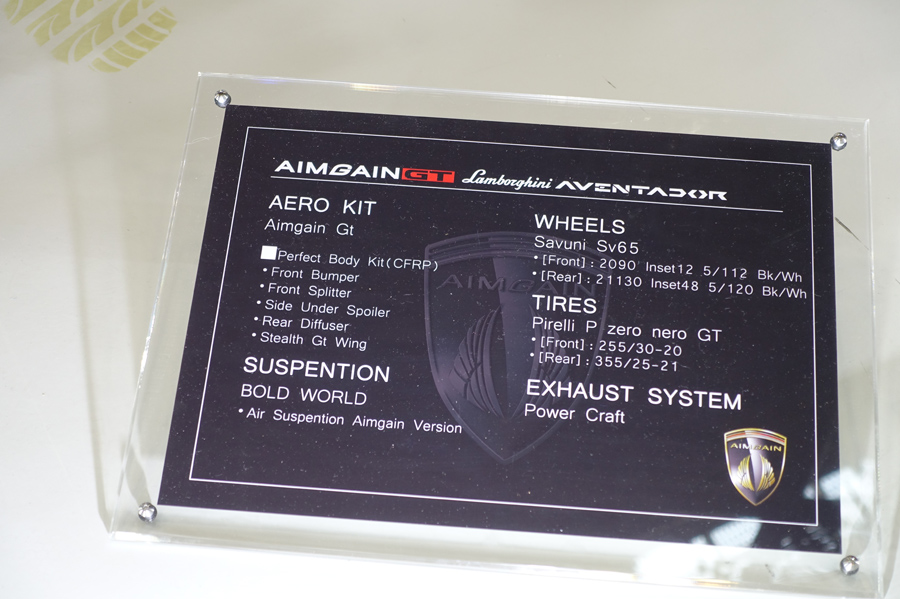 AIMGAIN GT Lamborghini AVENTADOR
AERO KIT
Aimgain Gt
■Perfect Body Kit(CFRP)
•Front Bumper
•Front Splitter
•Side Under Spoiler
•Rear Diffuser
•Stealth Gt Wing
SUSPENTION
BOLD WORLD
•Air Suspention Aimgain Version
WHEELS
Savuni Sv65
•[Front]:2090 Inset12 5/112 Bk/Wh
•[Rear]:21130 Inset48 5/120 Bk/Wh
TIRES
Pirelli P zero nero GT
•[Front]:255/30-20
•[Rear]:355/25-21
EXHAUST SYSTEM
Power Craft
AIMGAIN
AIMGAIN